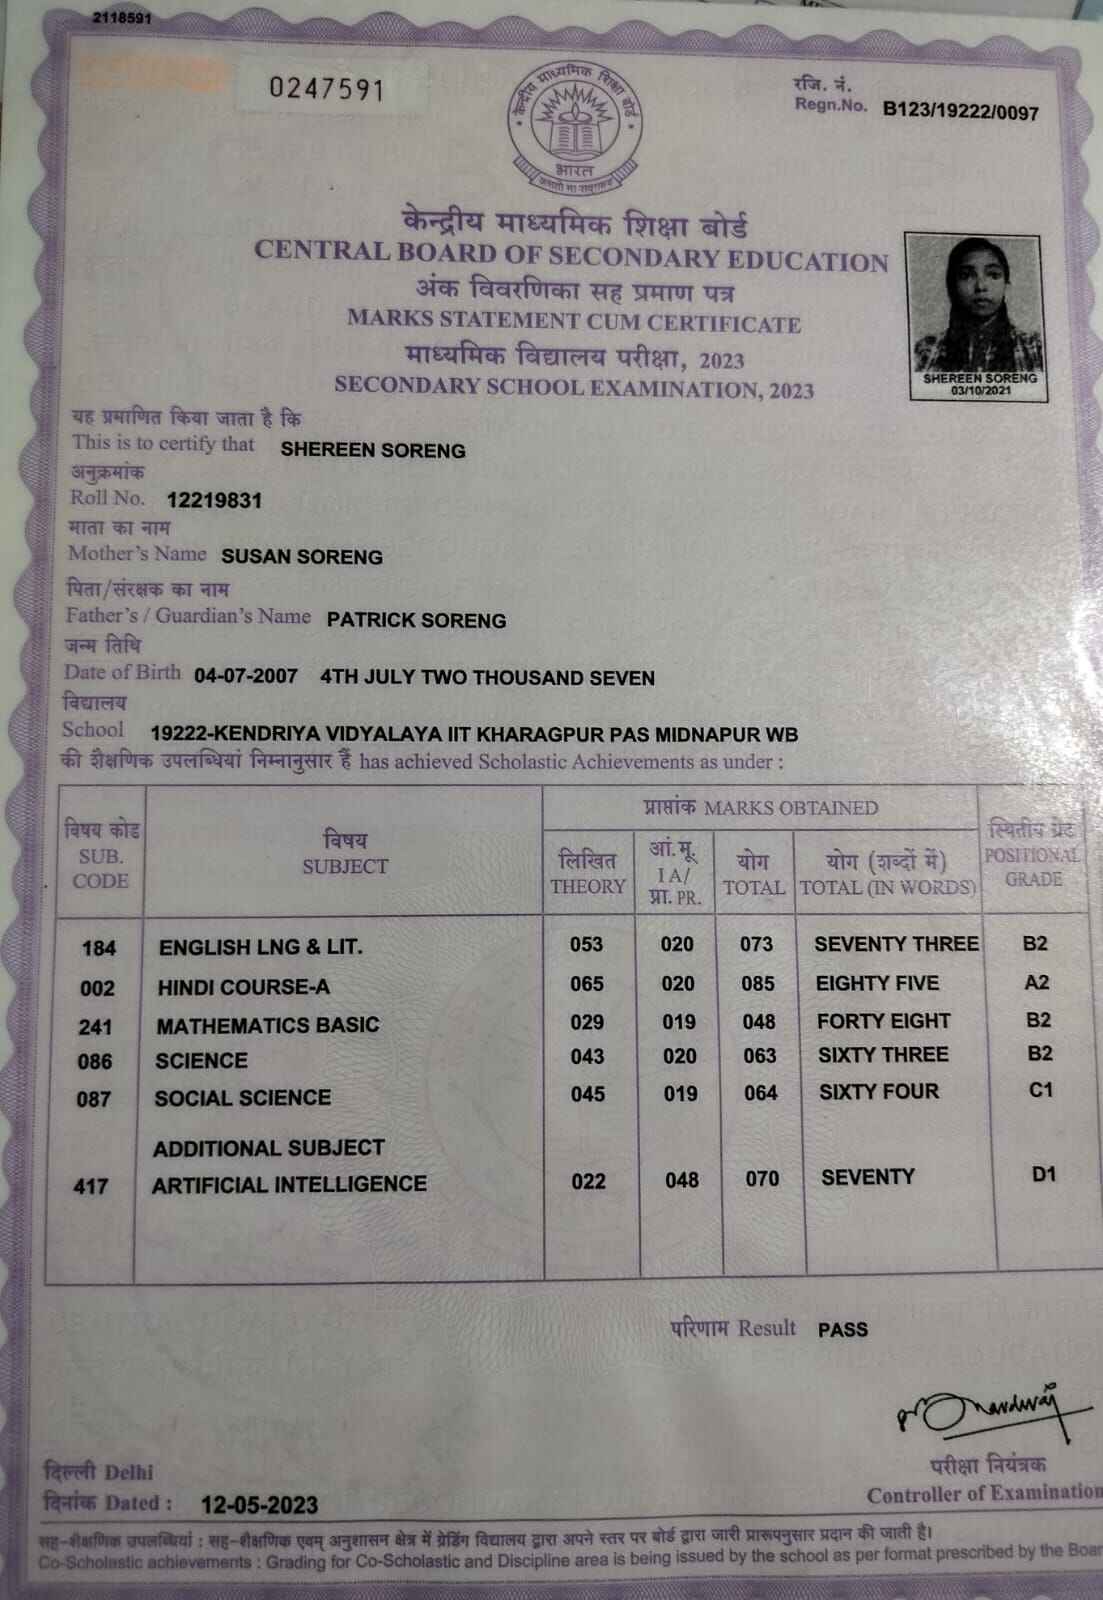 2118591
0247591
रजि. नं.
Regn.No. B123/19222/0097
केन्द्रीय माध्यमिक शिक्षा बोर्ड
भारत
केन्द्रीय माध्यमिक शिक्षा बोर्ड
CENTRAL BOARD OF SECONDARY EDUCATION
अंक विवरणिका सह प्रमाण पत्र
MARKS STATEMENT CUM CERTIFICATE
माध्यमिक विद्यालय परीक्षा, 2023
SECONDARY SCHOOL EXAMINATION, 2023
SHEREEN SORENG
03/10/2021
यह प्रमाणित किया जाता है कि
This is to certify that SHEREEN SORENG
अनुक्रमांक
Roll No. 12219831
माता का नाम
Mother's Name SUSAN SORENG
पिता/संरक्षक का नाम
Father's / Guardian's Name PATRICK SORENG
जन्म तिथि
Date of Birth 04-07-2007 4TH JULY TWO THOUSAND SEVEN
विद्यालय
School 19222-KENDRIYA VIDYALAYA IIT KHARAGPUR PAS MIDNAPUR WB
की शैक्षणिक उपलब्धियां निम्नानुसार हैं has achieved Scholastic Achievements as under :
विषय कोड SUB. CODE
विषय SUBJECT
प्राप्तांक MARKS OBTAINED
लिखित THEORY
आं.मू. I A/ प्रा. PR.
योग TOTAL
योग (शब्दों में) TOTAL (IN WORDS)
स्थितीय ग्रेड POSITIONAL GRADE
184 ENGLISH LNG & LIT. 053 020 073 SEVENTY THREE B2
002 HINDI COURSE-A 065 020 085 EIGHTY FIVE A2
241 MATHEMATICS BASIC 029 019 048 FORTY EIGHT B2
086 SCIENCE 043 020 063 SIXTY THREE B2
087 SOCIAL SCIENCE 045 019 064 SIXTY FOUR C1
ADDITIONAL SUBJECT
417 ARTIFICIAL INTELLIGENCE 022 048 070 SEVENTY D1
परिणाम Result PASS
परीक्षा नियंत्रक
Controller of Examination
दिल्ली Delhi
दिनांक Dated : 12-05-2023
सह-शैक्षणिक उपलब्धियां : सह-शैक्षणिक एवम् अनुशासन क्षेत्र में ग्रेडिंग विद्यालय द्वारा अपने स्तर पर बोर्ड द्वारा जारी प्रारूपनुसार प्रदान की जाती है।
Co-Scholastic achievements : Grading for Co-Scholastic and Discipline area is being issued by the school as per format prescribed by the Boar